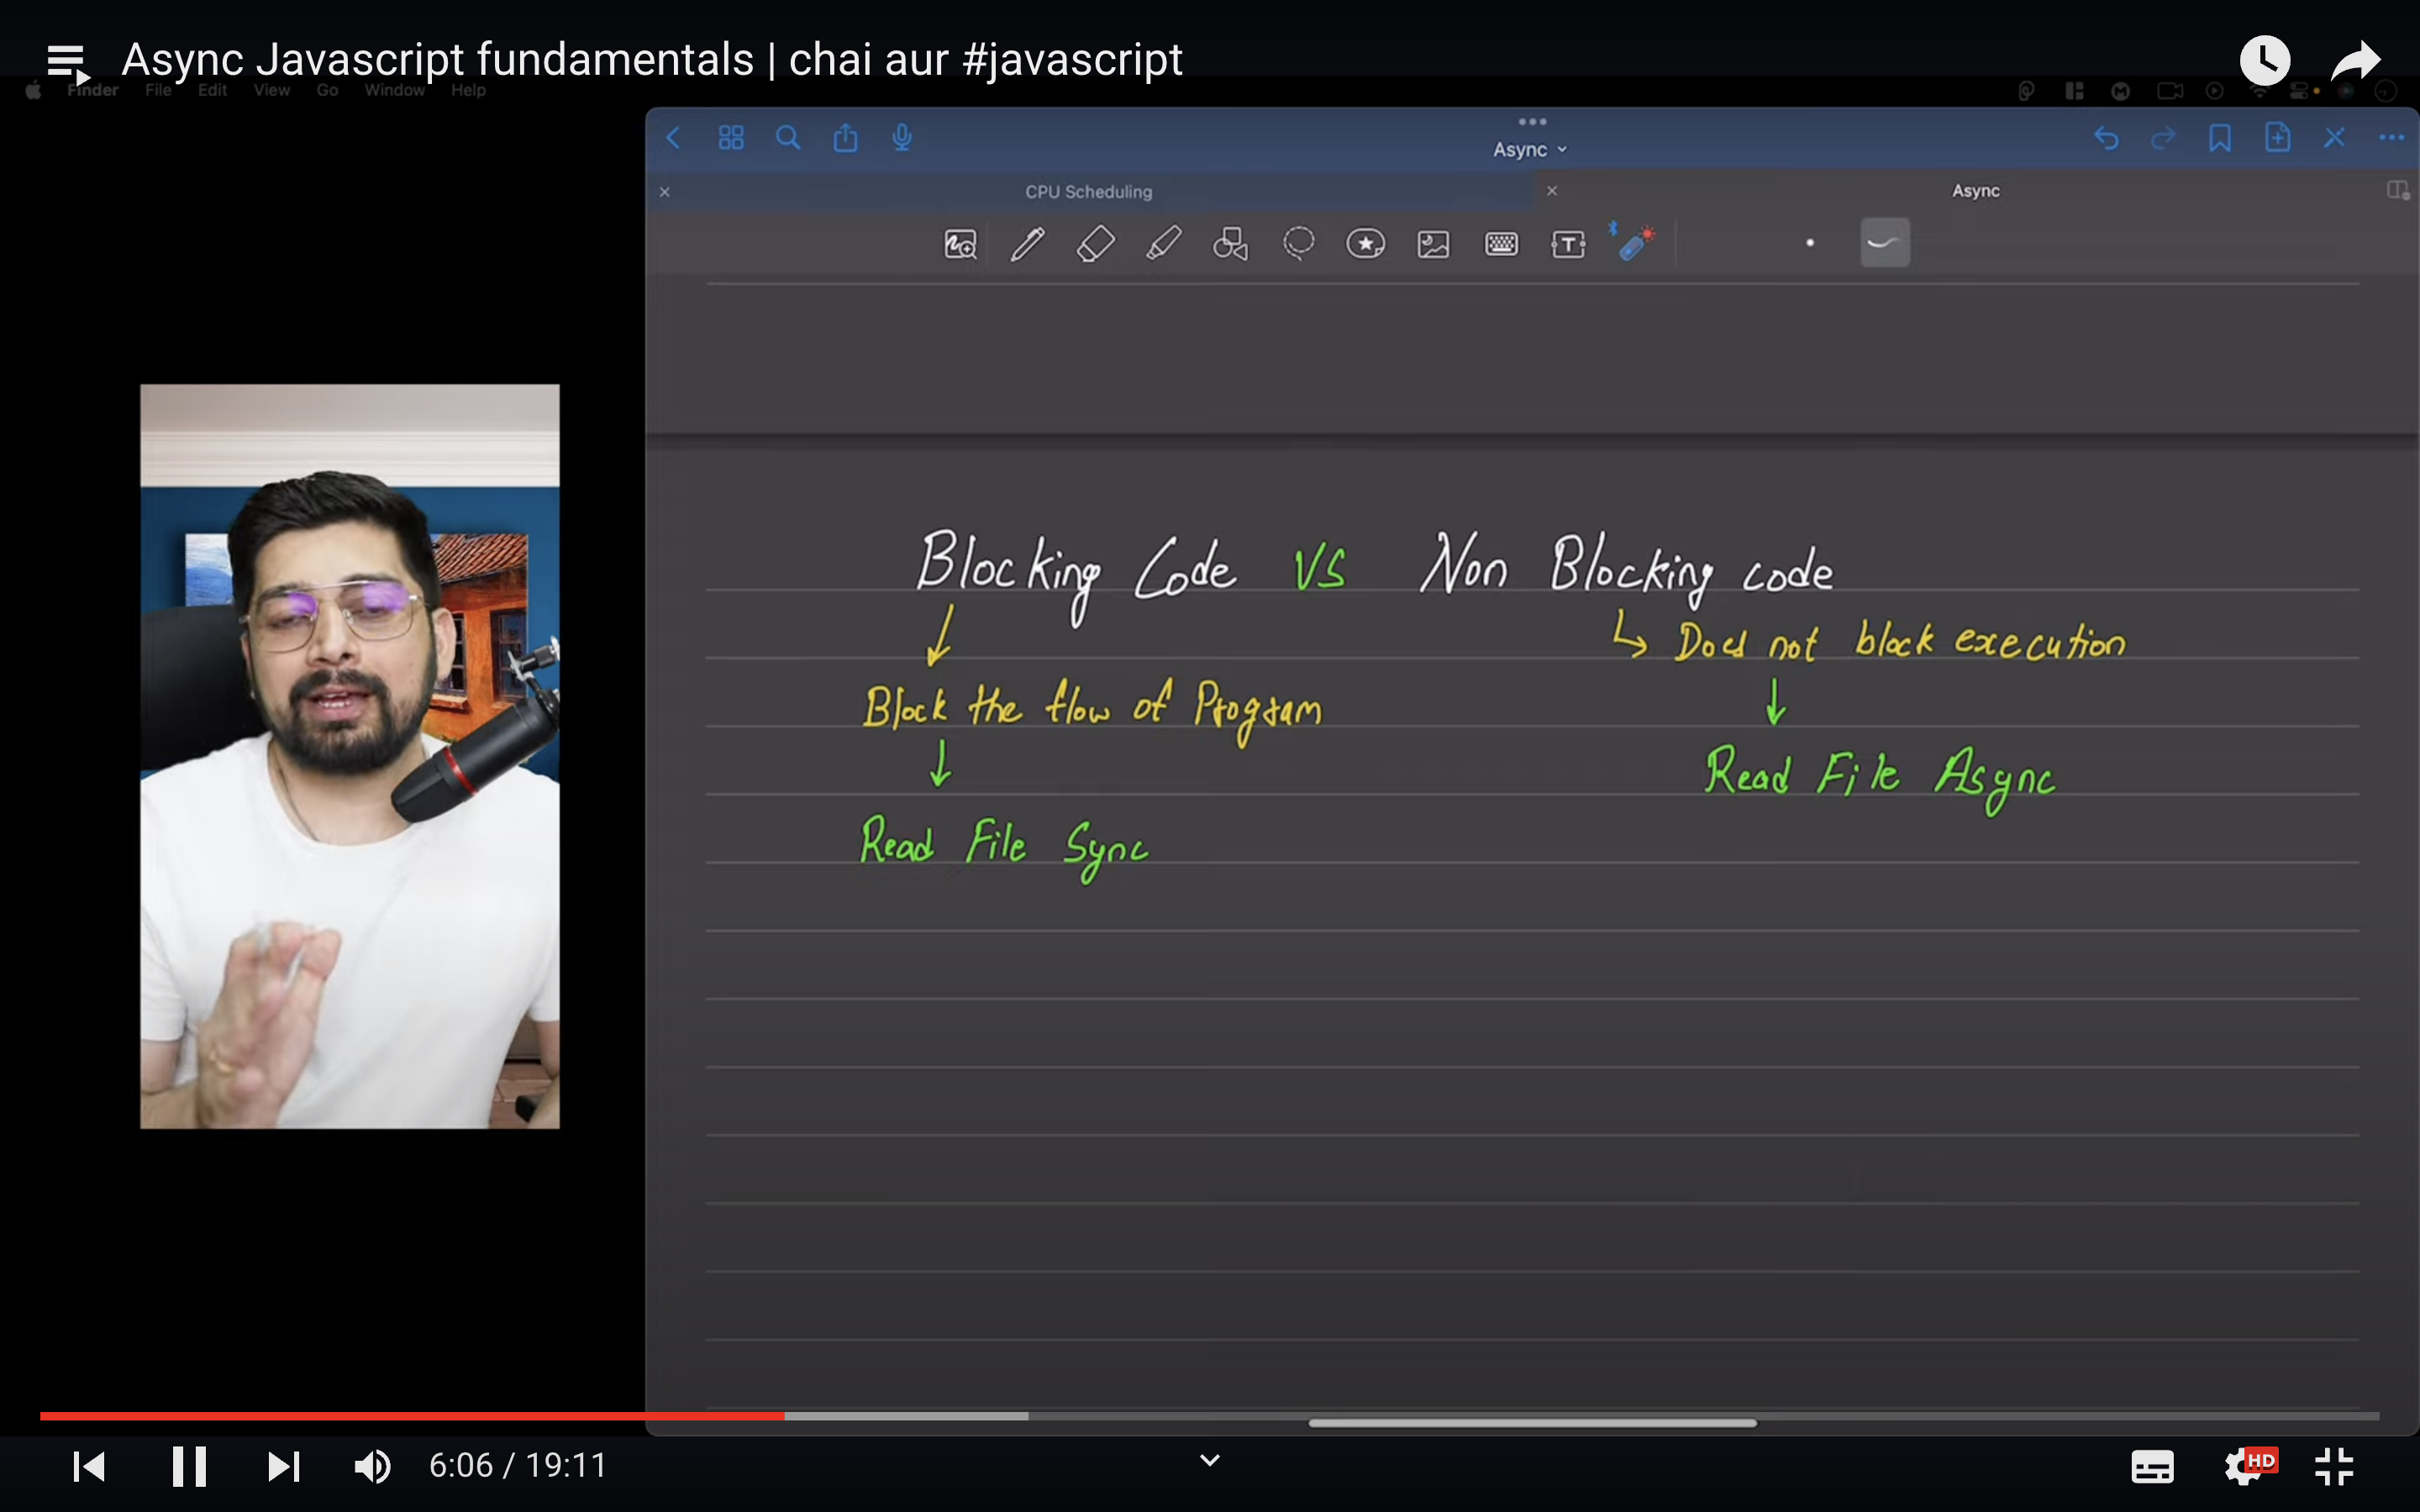 Async Javascript fundamentals | chai aur #javascript
Finder File Edit View Go Window Help
Async
CPU Scheduling
Async
T
Blocking Code VS Non Blocking code
Does not block execution
Block the flow of Program
Read File Async
Read File Sync
6:06 / 19:11
HD